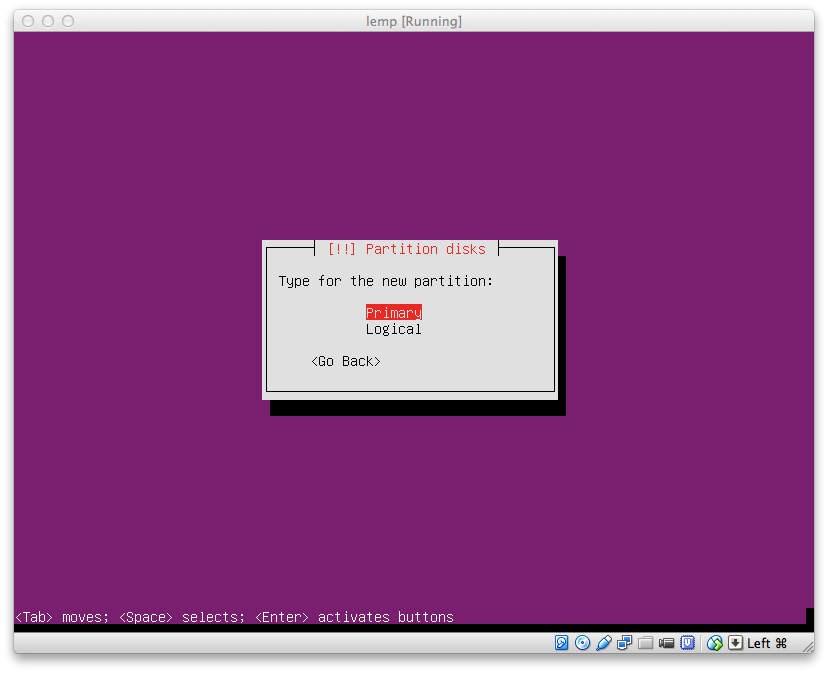 lemp [Running]
[!!] Partition disks
Type for the new partition:
Primary
Logical
<Go Back>
<Tab> moves; <Space> selects; <Enter> activates buttons
Left ⌘